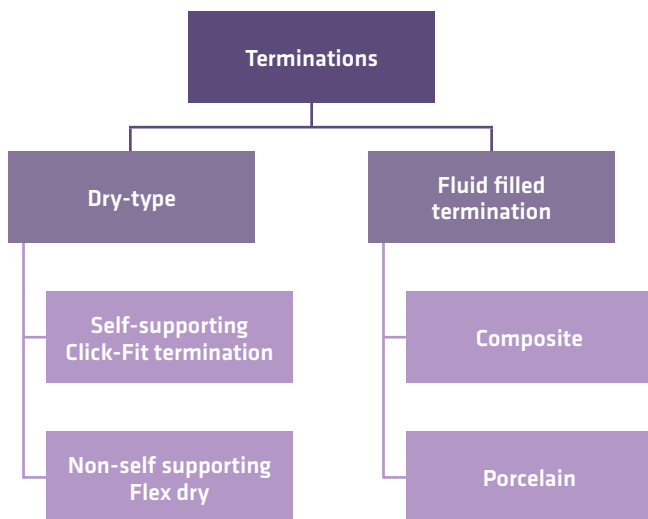 Terminations
Dry-type
Fluid filled
termination
Self-supporting
Click-Fit termination
Composite
Non-self supporting
Flex dry
Porcelain